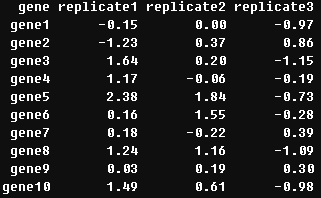 gene replicate1 replicate2 replicate3
gene1 -0.15 0.00 -0.97
gene2 -1.23 0.37 0.86
gene3 1.64 0.20 -1.15
gene4 1.17 -0.06 -0.19
gene5 2.38 1.84 -0.73
gene6 0.16 1.55 -0.28
gene7 0.18 -0.22 0.39
gene8 1.24 1.16 -1.09
gene9 0.03 0.19 0.30
gene10 1.49 0.61 -0.98